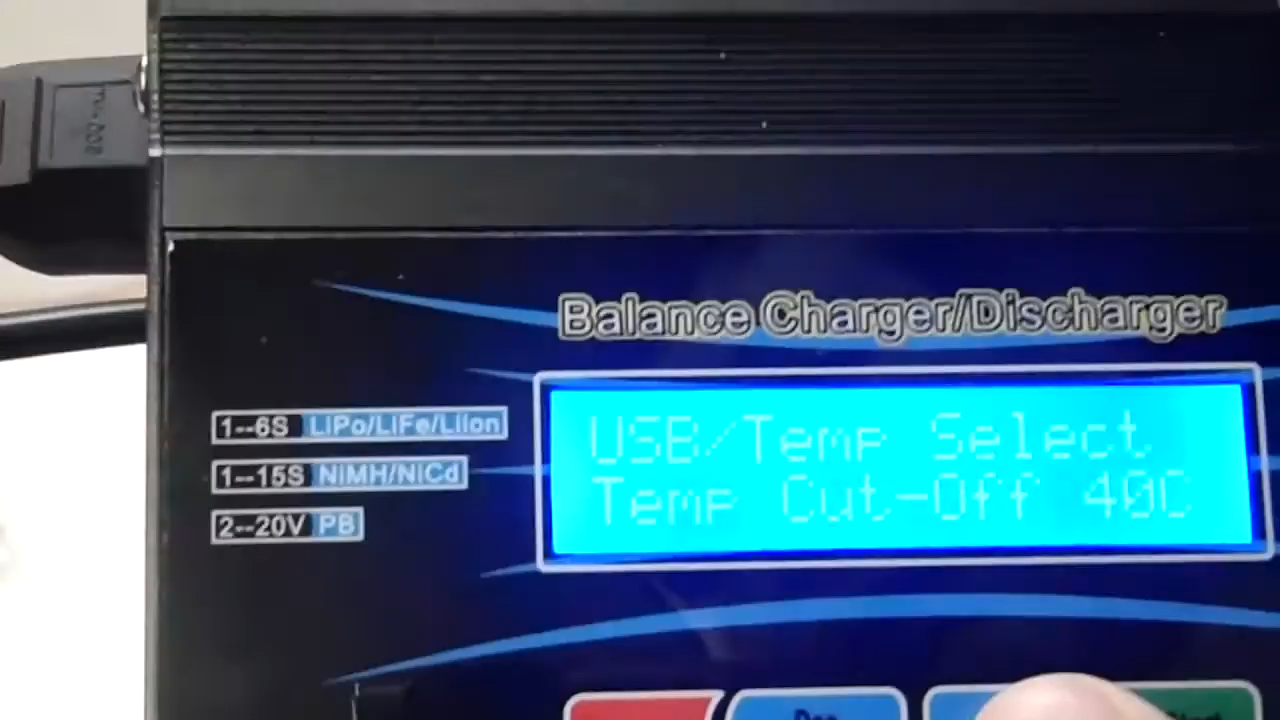 Balance Charger/Discharger
1--6S LiPo/LiFe/LiIon
1--15S NiMH/NiCd
2--20V PB
USB/Temp Select
Temp Cut-Off 40C